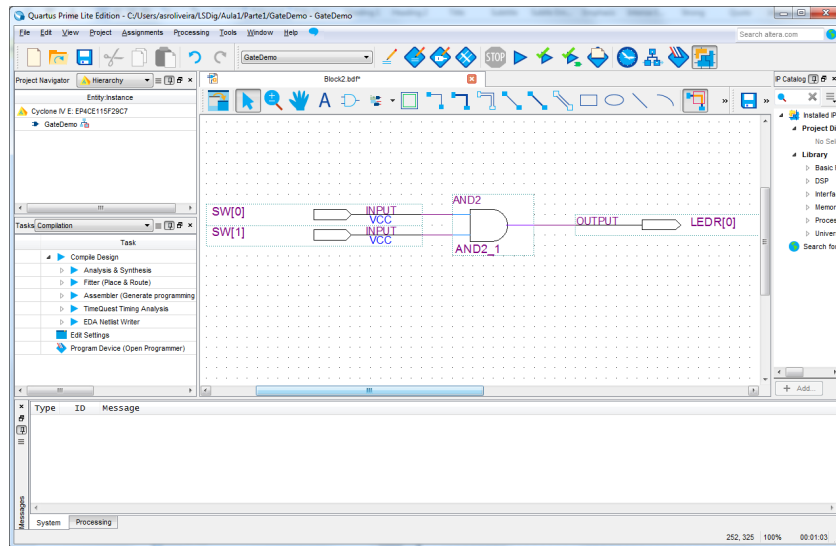 Quartus Prime Lite Edition - C:/Users/asroliveira/LSDig/Aula1/Parte1/GateDemo - GateDemo
File Edit View Project Assignments Processing Tools Window Help
Search altera.com
GateDemo
Project Navigator Hierarchy
Block2.bdf*
IP Catalog
Entity:Instance
Cyclone IV E: EP4CE115F29C7
GateDemo
Installed IP
Project Di
No Sel
Library
Basic
DSP
Interfa
Memor
Proces
Univer
Search for
SW[0]
INPUT
VCC
SW[1]
INPUT
VCC
AND2
AND2_1
OUTPUT
LEDR[0]
Tasks Compilation
Task
Compile Design
Analysis & Synthesis
Fitter (Place & Route)
Assembler (Generate programming
TimeQuest Timing Analysis
EDA Netlist Writer
Edit Settings
Program Device (Open Programmer)
+ Add...
Type ID Message
Messages
System Processing
252, 325 100% 00:01:03